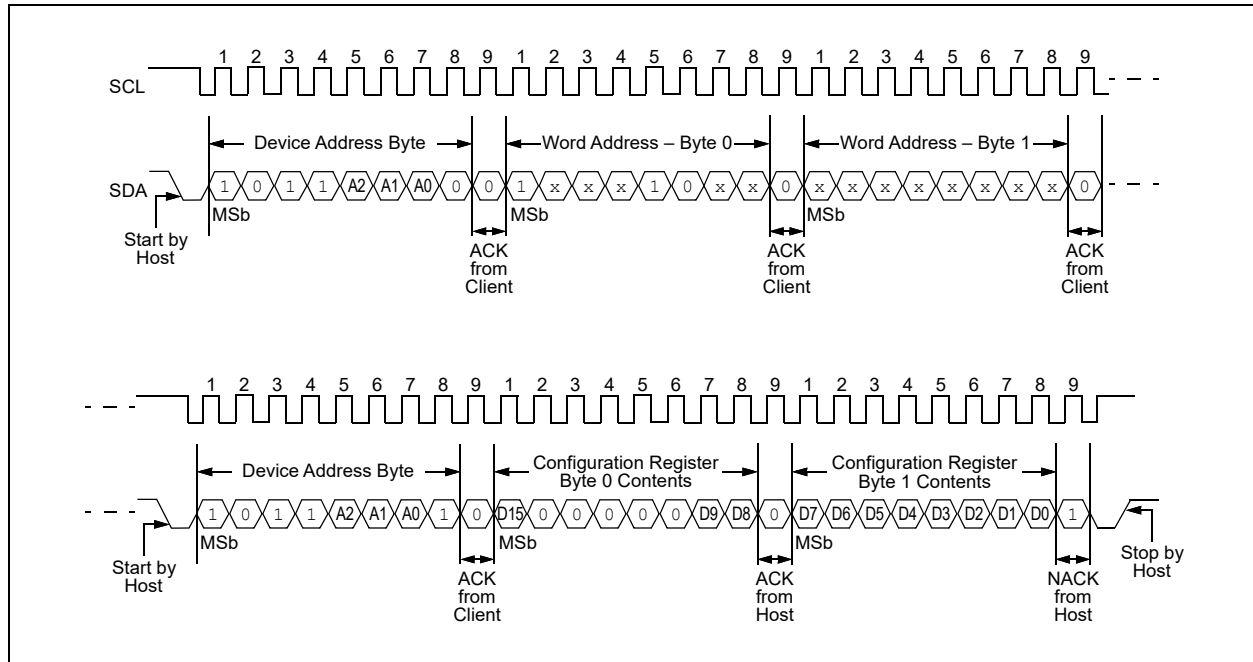 1 2 3 4 5 6 7 8 9 1 2 3 4 5 6 7 8 9 1 2 3 4 5 6 7 8 9
SCL
Device Address Byte
Word Address – Byte 0
Word Address – Byte 1
SDA
1 0 1 1 A2 A1 A0 0 0 1 x x x 1 0 x x 0 x x x x x x x x 0
MSb
MSb
MSb
Start by
Host
ACK
from
Client
ACK
from
Client
ACK
from
Client
1 2 3 4 5 6 7 8 9 1 2 3 4 5 6 7 8 9 1 2 3 4 5 6 7 8 9
Device Address Byte
Configuration Register
Byte 0 Contents
Configuration Register
Byte 1 Contents
1 0 1 1 A2 A1 A0 1 0 D15 0 0 0 0 0 D9 D8 0 D7 D6 D5 D4 D3 D2 D1 D0 1
MSb
MSb
MSb
Start by
Host
ACK
from
Client
ACK
from
Host
NACK
from
Host
Stop by
Host